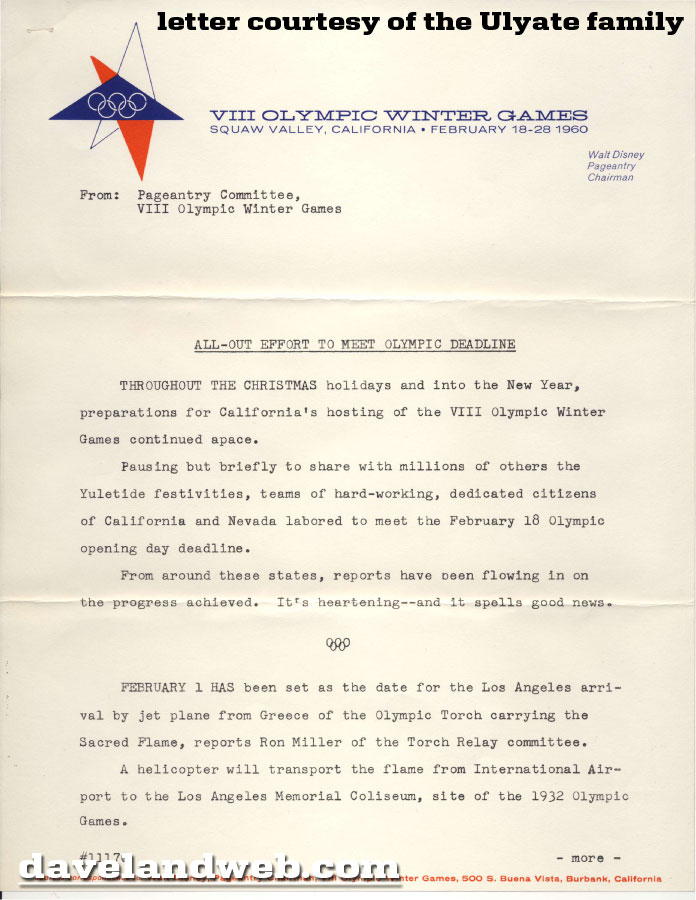 letter courtesy of the Ulyate family
VIII OLYMPIC WINTER GAMES
SQUAW VALLEY, CALIFORNIA • FEBRUARY 18-28 1960
Walt Disney
Pageantry
Chairman
From: Pageantry Committee,
VIII Olympic Winter Games
ALL-OUT EFFORT TO MEET OLYMPIC DEADLINE
THROUGHOUT THE CHRISTMAS holidays and into the New Year,
preparations for California's hosting of the VIII Olympic Winter
Games continued apace.
Pausing but briefly to share with millions of others the
Yuletide festivities, teams of hard-working, dedicated citizens
of California and Nevada labored to meet the February 18 Olympic
opening day deadline.
From around these states, reports have been flowing in on
the progress achieved. It's heartening--and it spells good news.
FEBRUARY 1 HAS been set as the date for the Los Angeles arri-
val by jet plane from Greece of the Olympic Torch carrying the
Sacred Flame, reports Ron Miller of the Torch Relay committee.
A helicopter will transport the flame from International Air-
port to the Los Angeles Memorial Coliseum, site of the 1932 Olympic
Games.
#1117.
- more -
davelandweb.com
Winter Games, 500 S. Buena Vista, Burbank, California